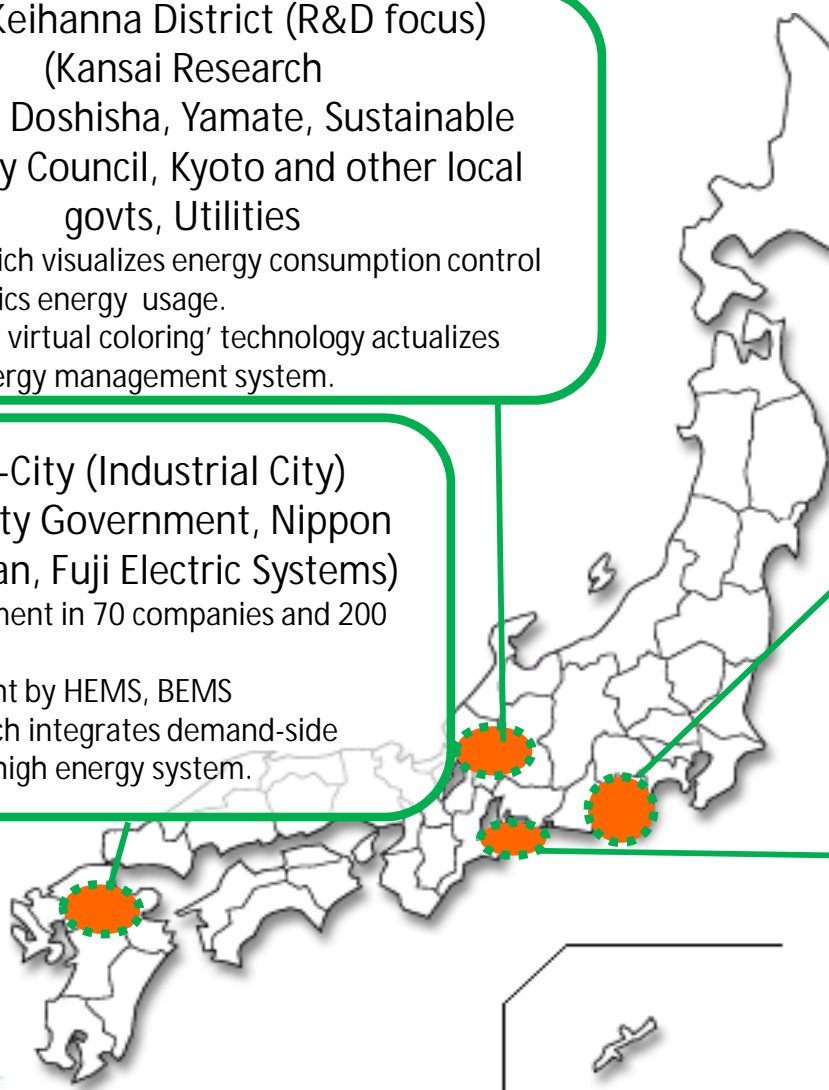 Keihanna District (R&D focus)
(Kansai Research
Doshisha, Yamate, Sustainable
y Council, Kyoto and other local
govts, Utilities
ich visualizes energy consumption control
ics energy usage.
virtual coloring’ technology actualizes
ergy management system.
-City (Industrial City)
ty Government, Nippon
an, Fuji Electric Systems)
ment in 70 companies and 200
nt by HEMS, BEMS
ch integrates demand-side
high energy system.